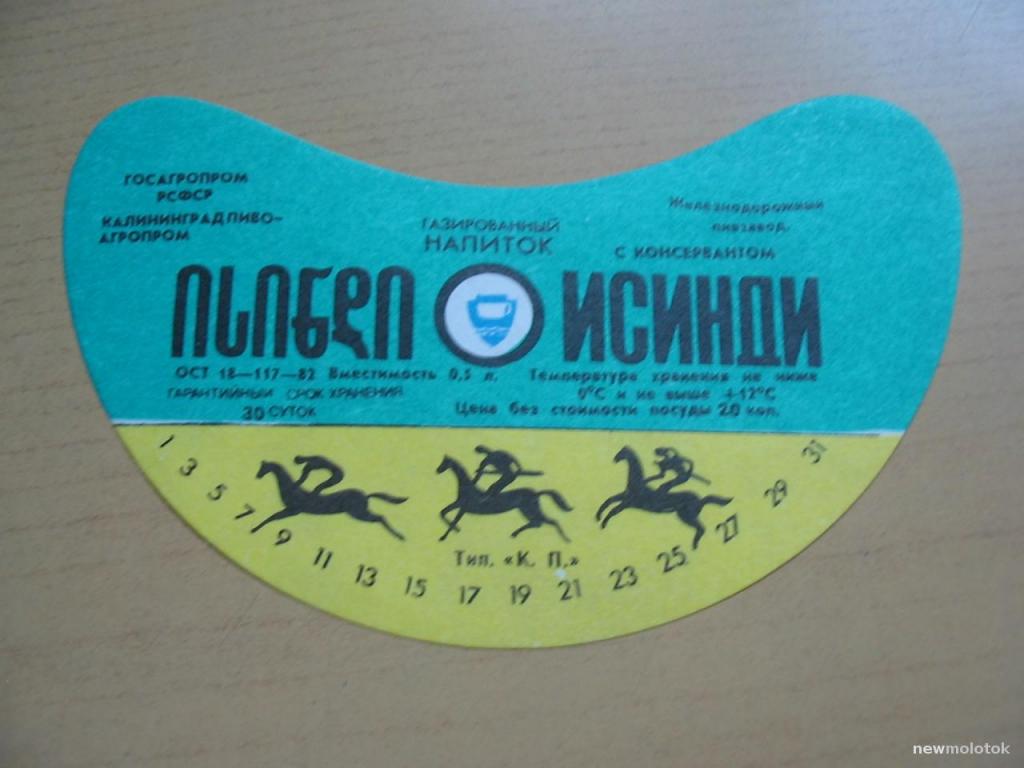 ГОСАГРОПРОМ
РСФСР
КАЛИНИНГРАДПИВО-
АГРОПРОМ
ГАЗИРОВАННЫЙ
НАПИТОК
Железнодорожный
пивзавод.
С КОНСЕРВАНТОМ
ისინდი ИСИНДИ
ОСТ 18—117—82 Вместимость 0,5 л.
ГАРАНТИЙНЫЙ СРОК ХРАНЕНИЯ
30 СУТОК
Температура хранения не ниже
0°С и не выше +12°С
Цена без стоимости посуды 20 коп.
Тип. «К. П.»
1 3 5 7 9 11 13 15 17 19 21 23 25 27 29 31
newmolotok